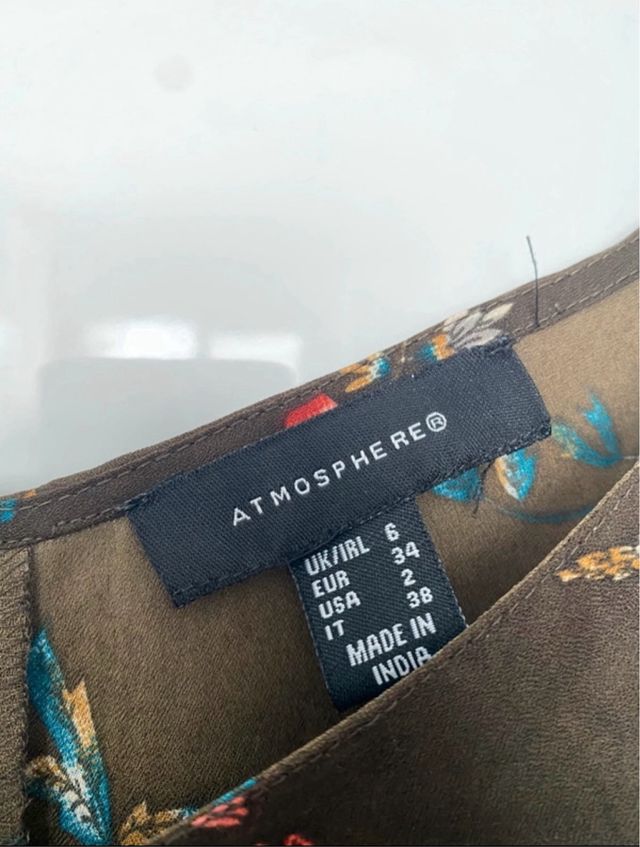 ATMOSPHERE®
UK/IRL 6
EUR 34
USA 2
IT 38
MADE IN
INDIA